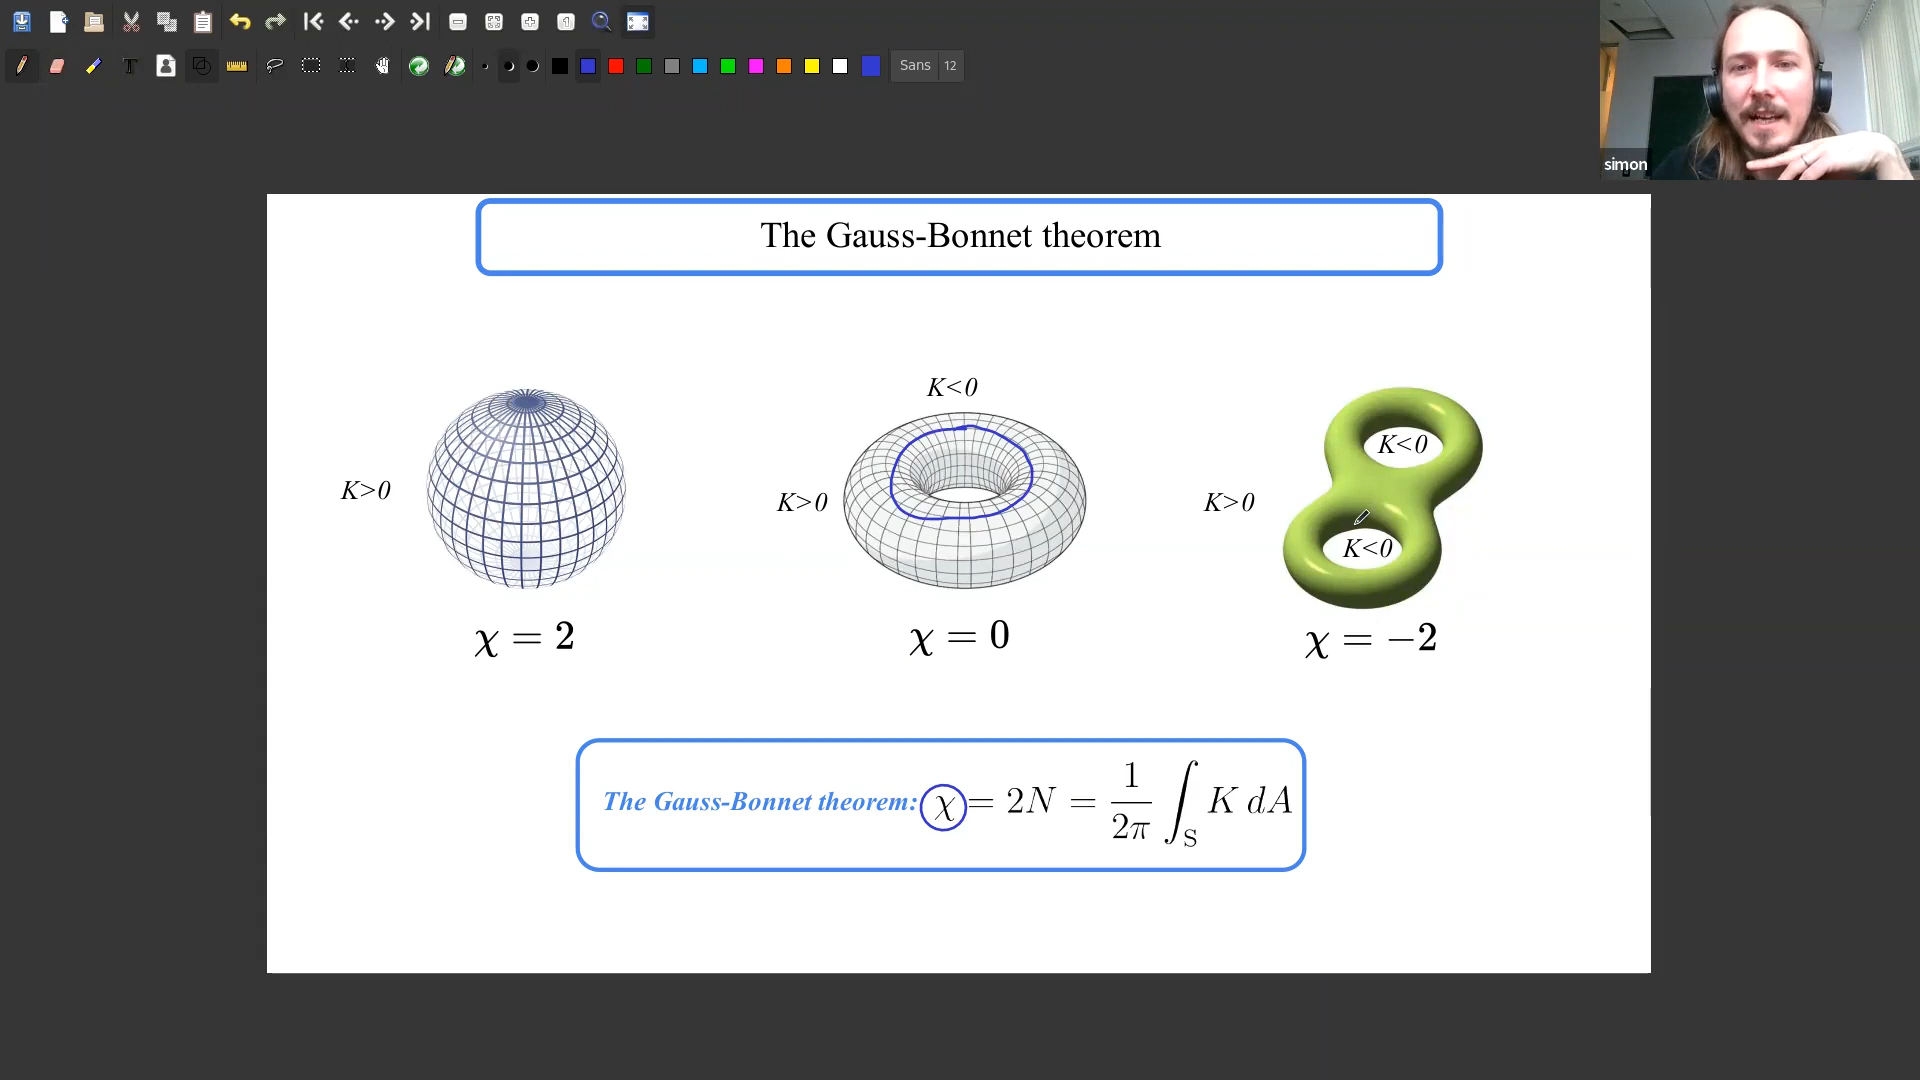 Sans 12
simon
The Gauss-Bonnet theorem
K<0
K<0
K>0
K>0
K>0
K<0
χ = 2
χ = 0
χ = −2
The Gauss-Bonnet theorem: χ = 2N = \frac{1}{2π} ∫_S K dA